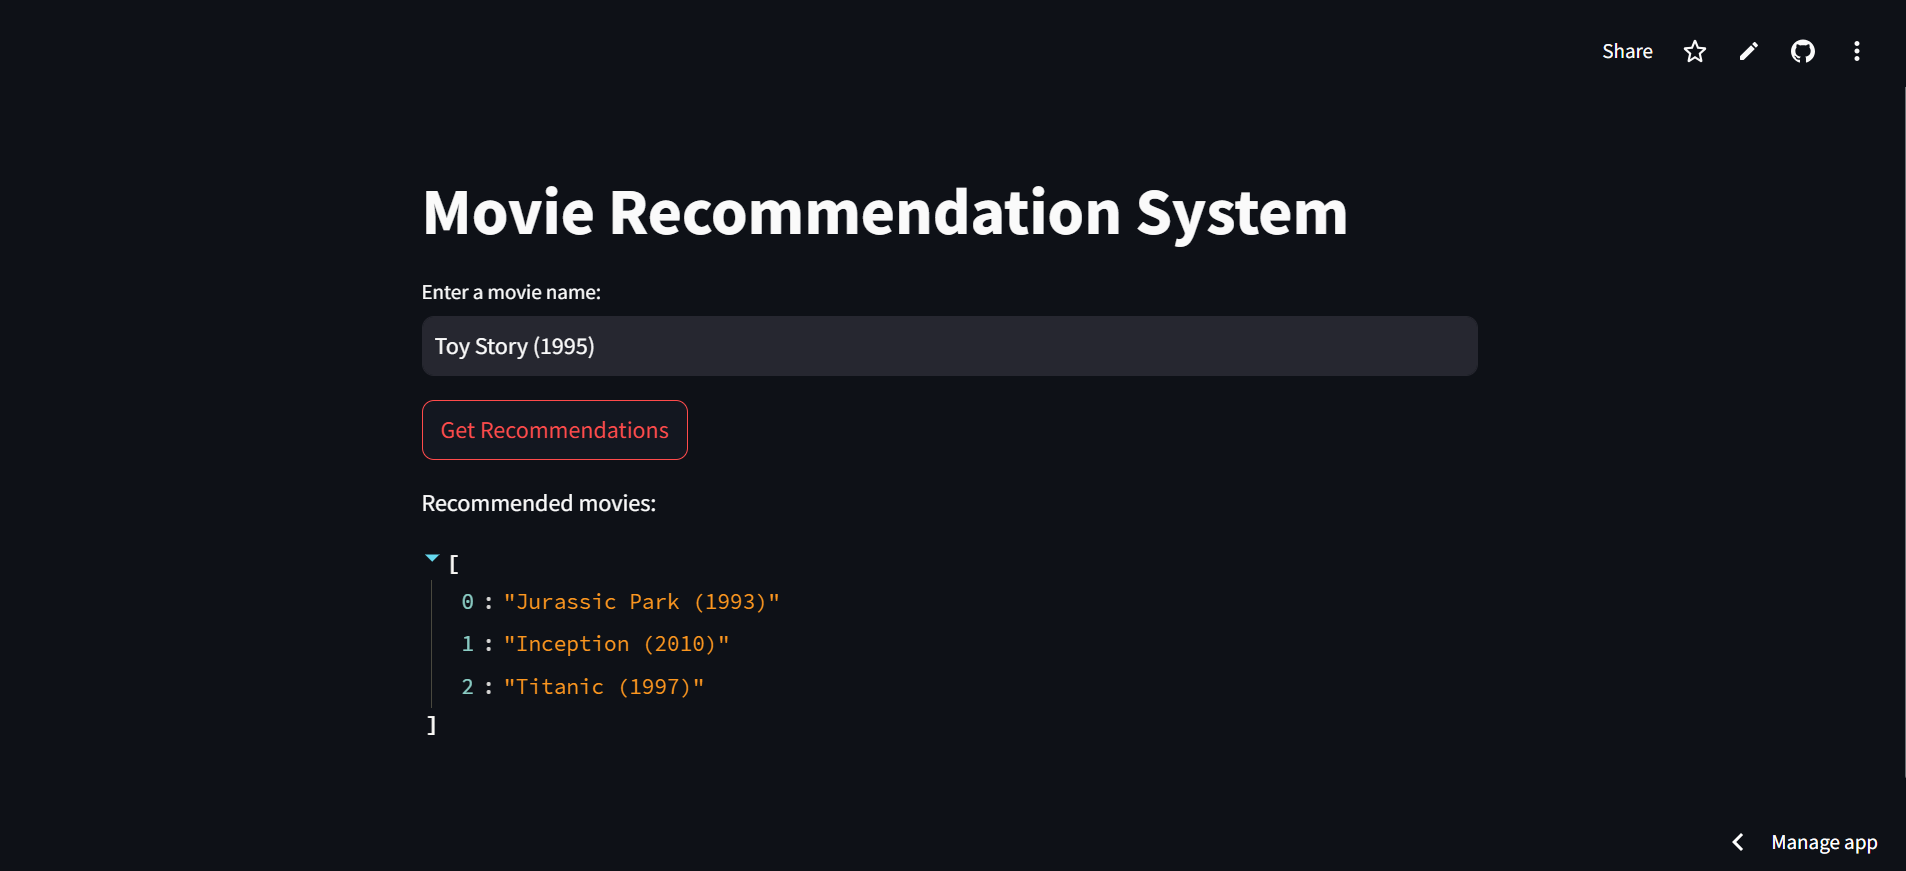 Share
Movie Recommendation System
Enter a movie name:
Toy Story (1995)
Get Recommendations
Recommended movies:
[
0 : "Jurassic Park (1993)"
1 : "Inception (2010)"
2 : "Titanic (1997)"
]
Manage app